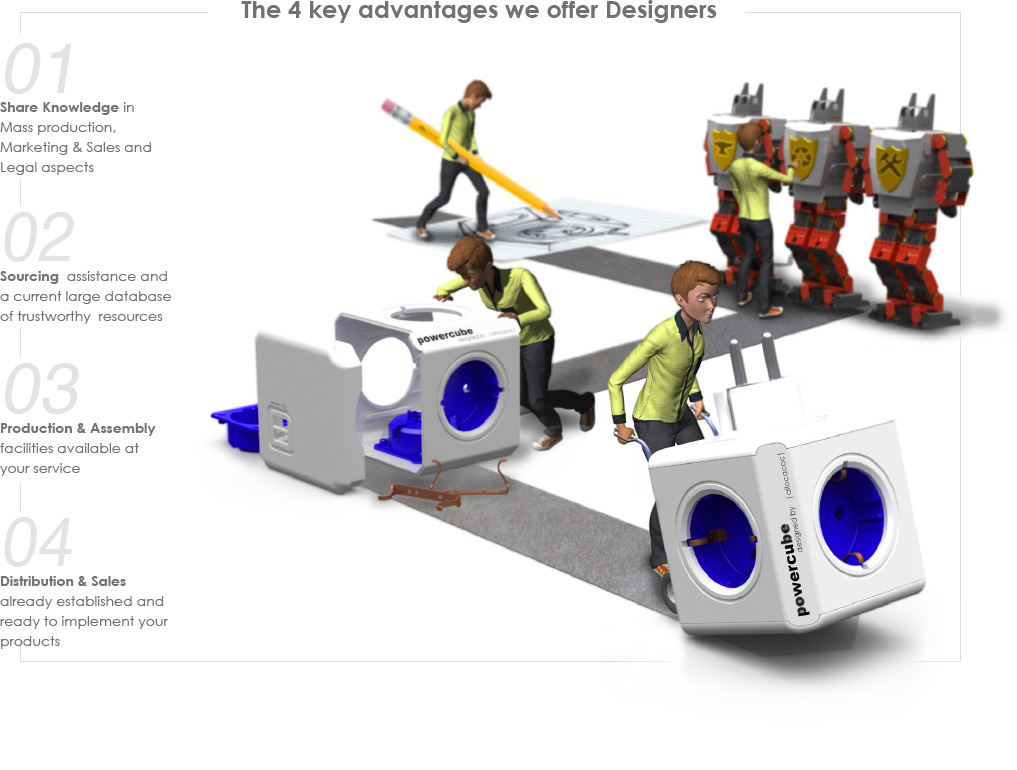 The 4 key advantages we offer Designers
01
Share Knowledge in
Mass production,
Marketing & Sales and
Legal aspects
02
Sourcing assistance and
a current large database
of trustworthy resources
03
Production & Assembly
facilities available at
your service
04
Distribution & Sales
already established and
ready to implement your
products
powercube
designed by
powercube
designed by |allocacoc|